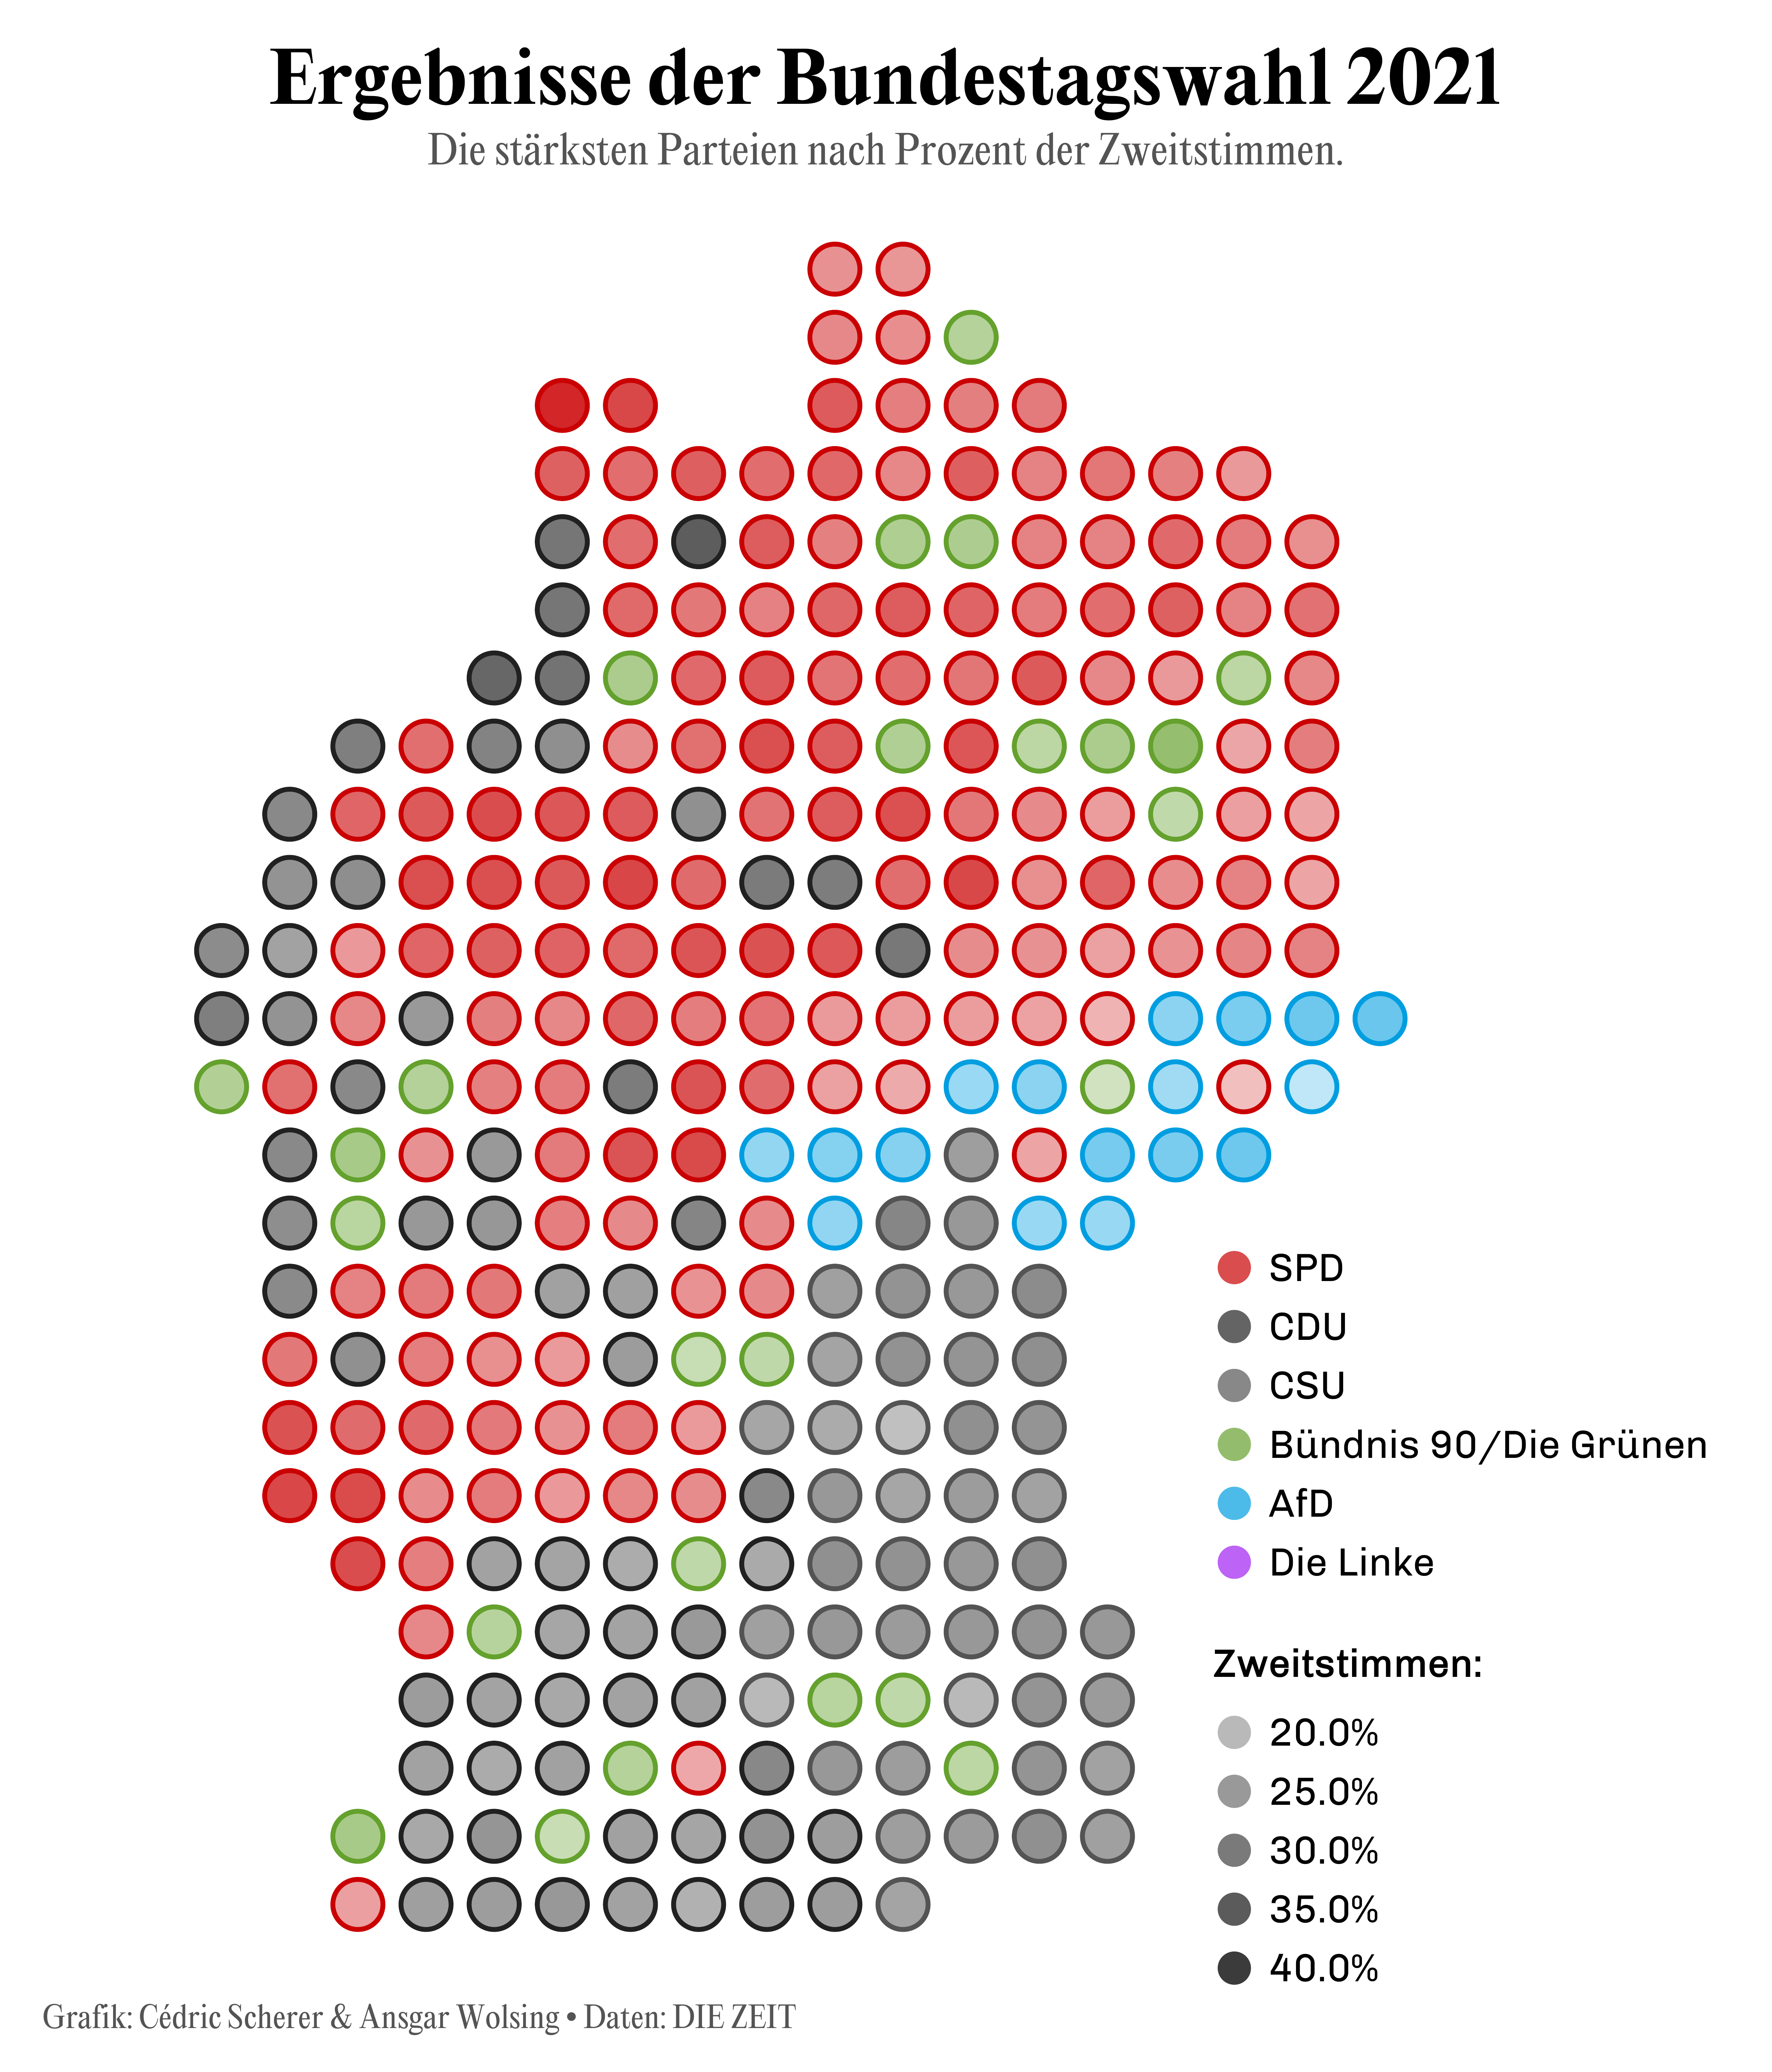 Ergebnisse der Bundestagswahl 2021
Die stärksten Parteien nach Prozent der Zweitstimmen.
SPD
CDU
CSU
Bündnis 90/Die Grünen
AfD
Die Linke
Zweitstimmen:
20.0%
25.0%
30.0%
35.0%
40.0%
Grafik: Cédric Scherer & Ansgar Wolsing • Daten: DIE ZEIT